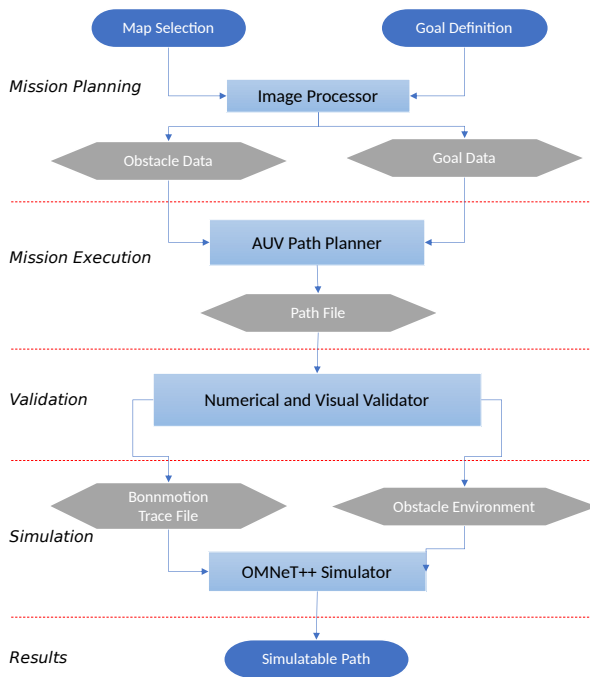 Map Selection
Goal Definition
Mission Planning
Image Processor
Obstacle Data
Goal Data
AUV Path Planner
Mission Execution
Path File
Validation
Numerical and Visual Validator
Bonnmotion
Trace File
Obstacle Environment
Simulation
OMNeT++ Simulator
Results
Simulatable Path